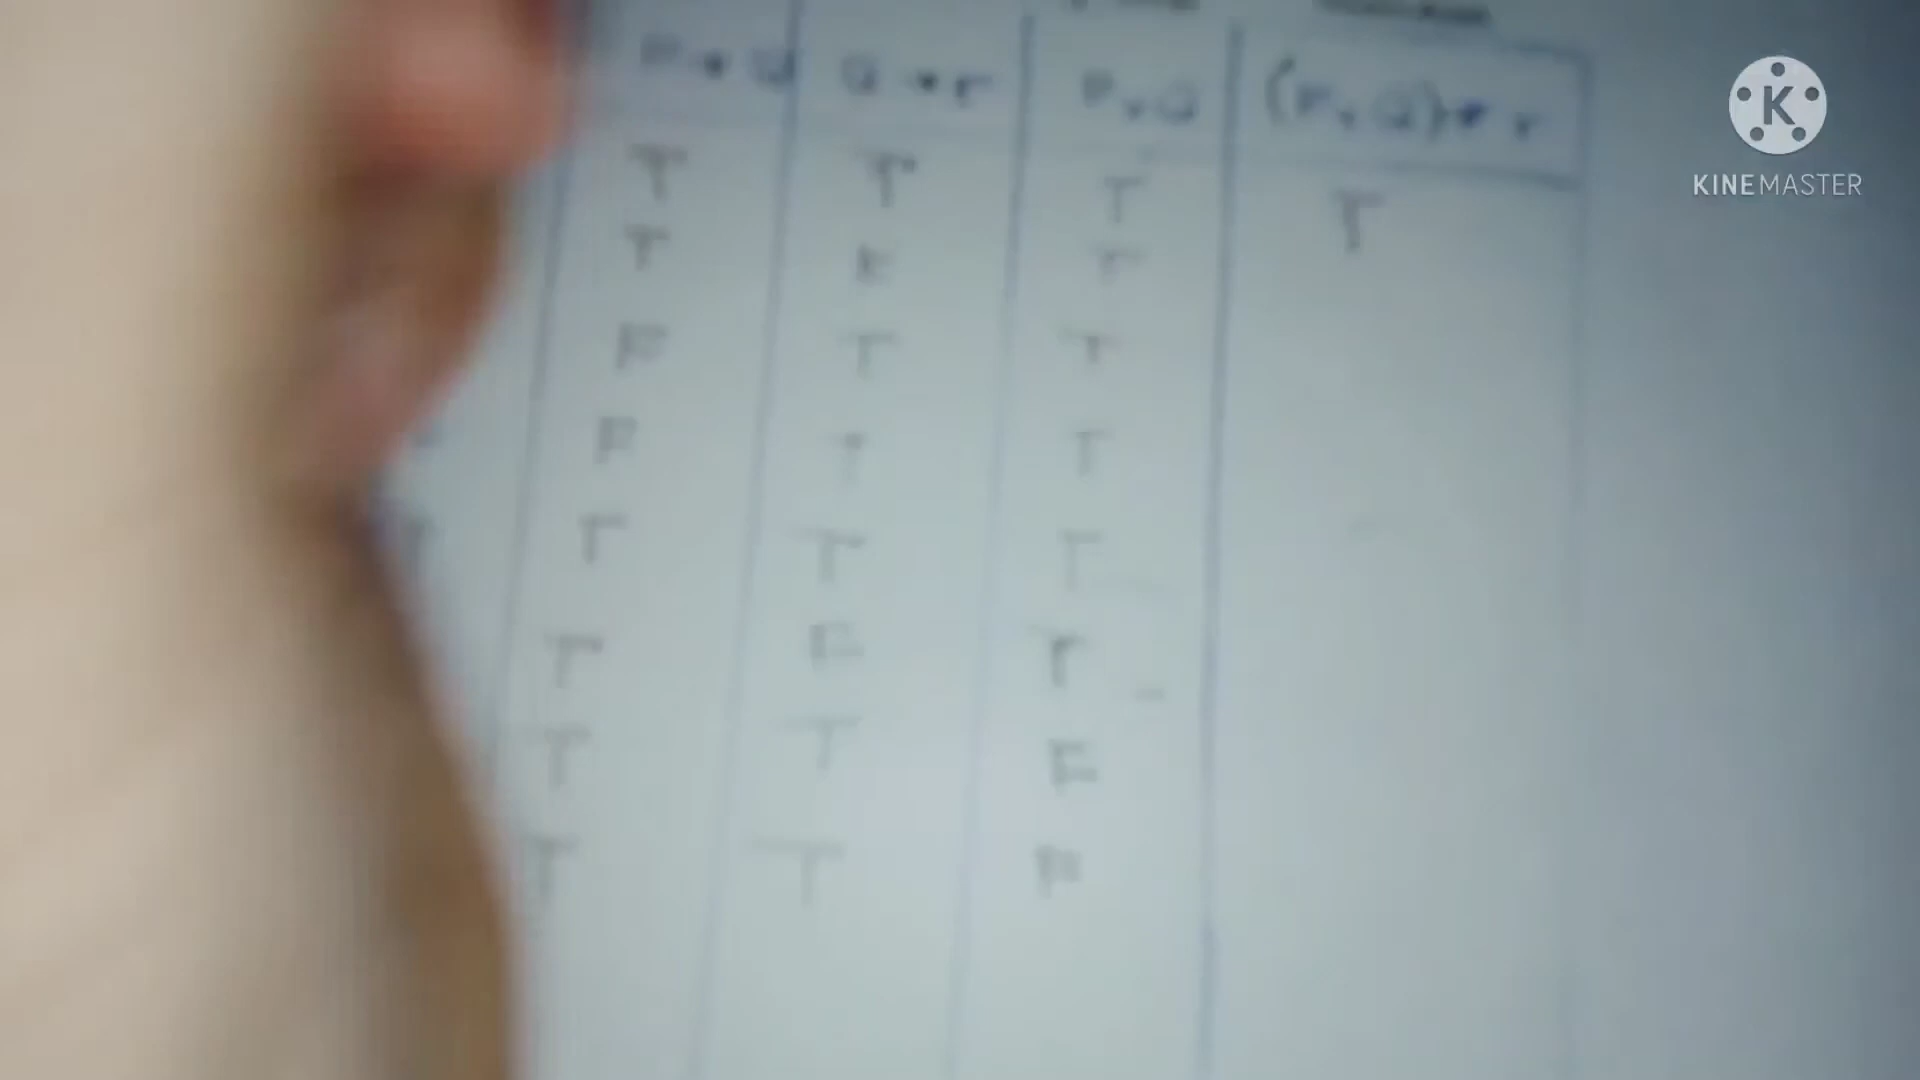 P → Q Q → r P ∨ Q (P ∨ Q) → r
T T T T
T F T
F T T
F T T
T T T
T F T
T T F
T T F
K
KINEMASTER